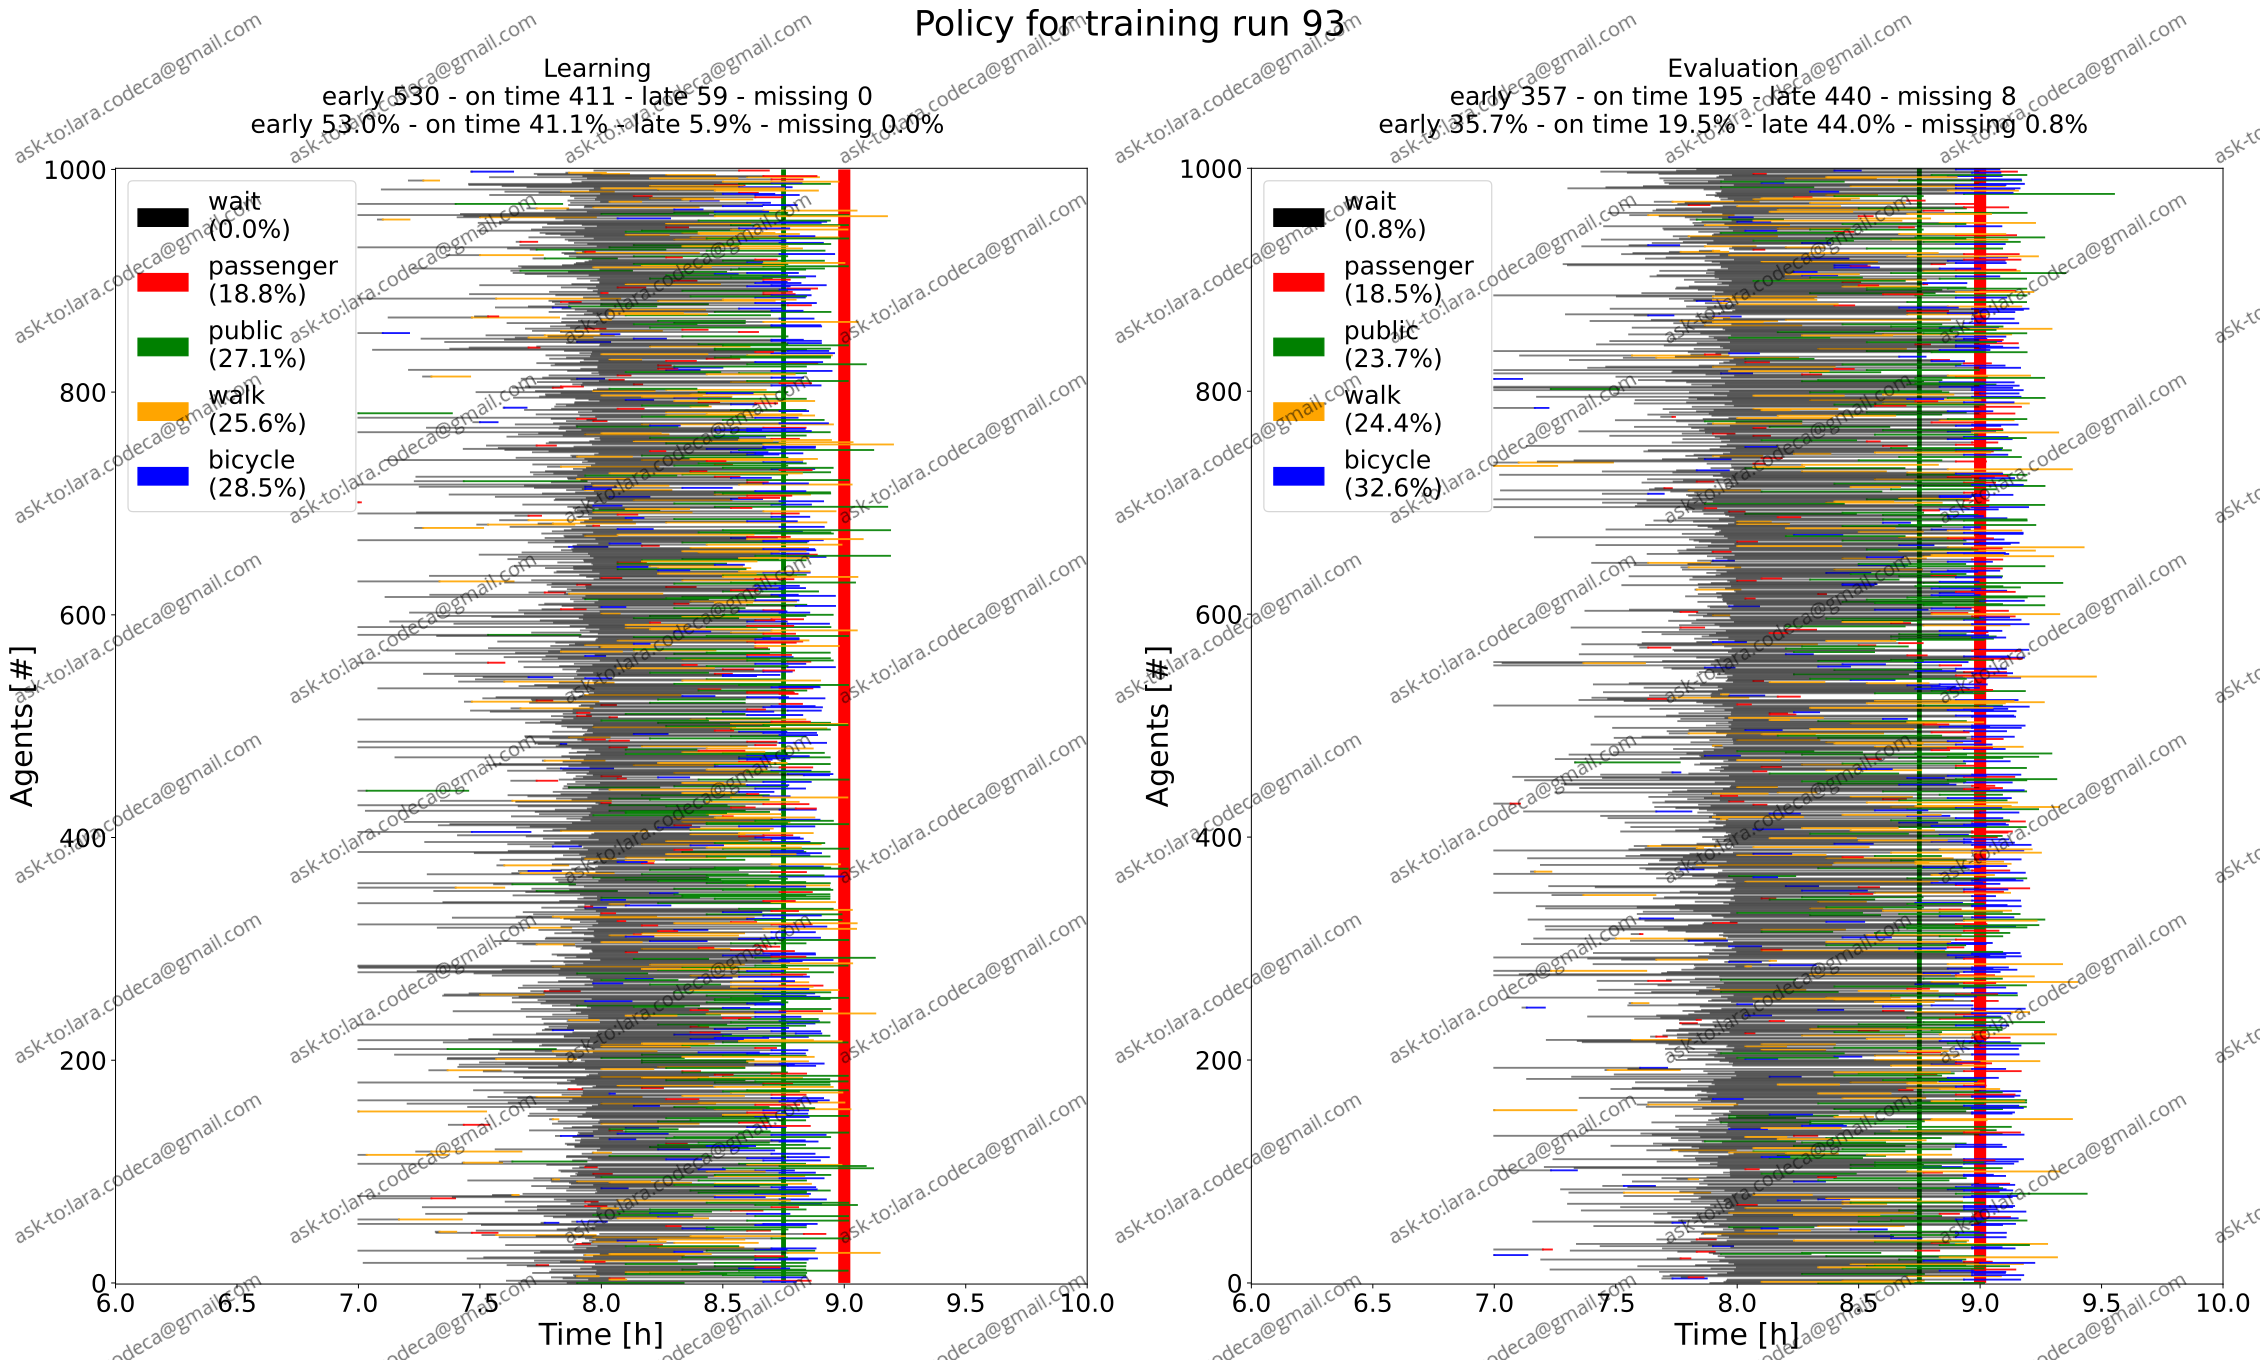 Policy for training run 93
Learning
early 530 - on time 411 - late 59 - missing 0
early 53.0% - on time 41.1% - late 5.9% - missing 0.0%
Agents [#]
1000
800
600
400
200
0
wait
(0.0%)
passenger
(18.8%)
public
(27.1%)
walk
(25.6%)
bicycle
(28.5%)
6.0 6.5 7.0 7.5 8.0 8.5 9.0 9.5 10.0
Time [h]
Evaluation
early 357 - on time 195 - late 440 - missing 8
early 35.7% - on time 19.5% - late 44.0% - missing 0.8%
Agents [#]
1000
800
600
400
200
0
wait
(0.8%)
passenger
(18.5%)
public
(23.7%)
walk
(24.4%)
bicycle
(32.6%)
6.0 6.5 7.0 7.5 8.0 8.5 9.0 9.5 10.0
Time [h]
ask-to:lara.codeca@gmail.com